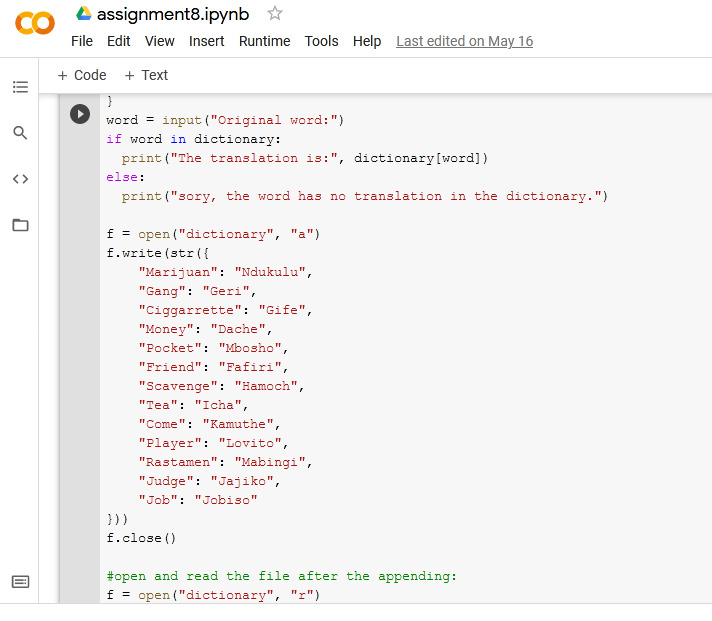 assignment8.ipynb
File Edit View Insert Runtime Tools Help Last edited on May 16
+ Code + Text
}
word = input("Original word:")
if word in dictionary:
  print("The translation is:", dictionary[word])
else:
  print("sory, the word has no translation in the dictionary.")
f = open("dictionary", "a")
f.write(str({
    "Marijuan": "Ndukulu",
    "Gang": "Geri",
    "Ciggarrette": "Gife",
    "Money": "Dache",
    "Pocket": "Mbosho",
    "Friend": "Fafiri",
    "Scavenge": "Hamoch",
    "Tea": "Icha",
    "Come": "Kamuthe",
    "Player": "Lovito",
    "Rastamen": "Mabingi",
    "Judge": "Jajiko",
    "Job": "Jobiso"
}))
f.close()
#open and read the file after the appending:
f = open("dictionary", "r")